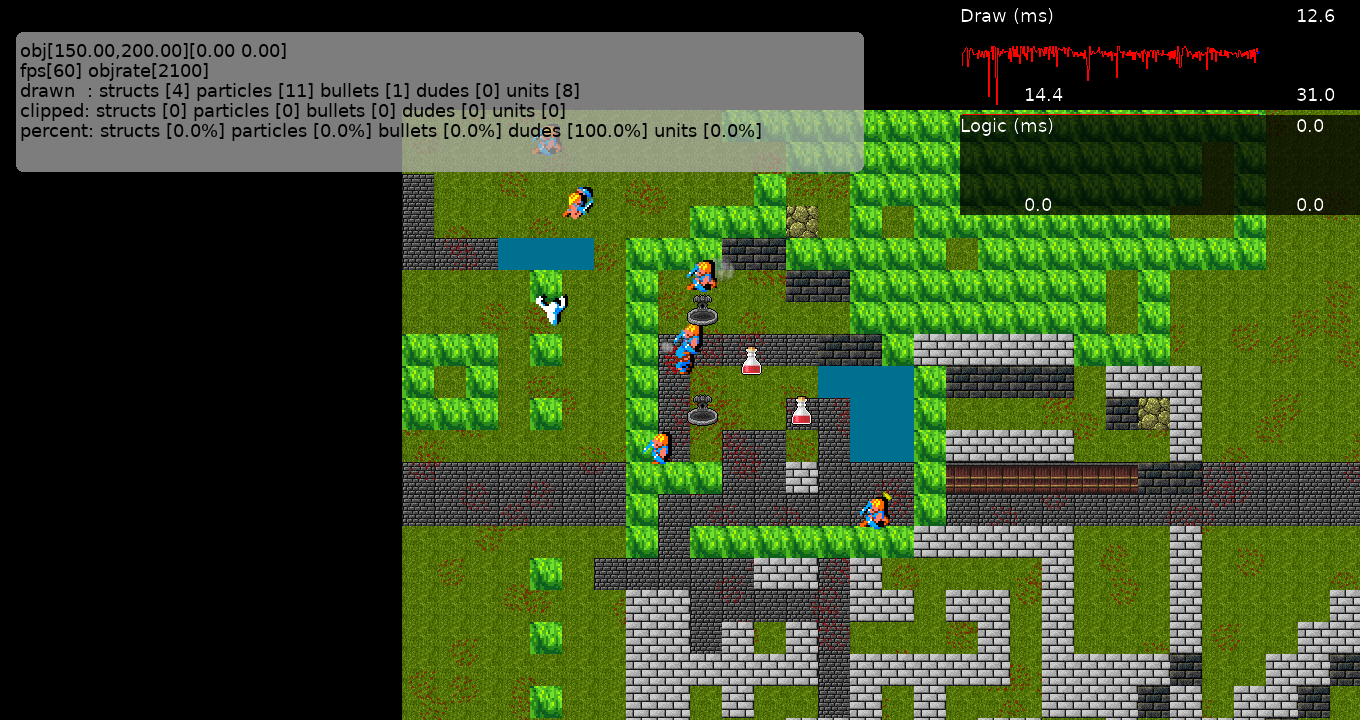 Draw (ms) 12.6
obj[150.00,200.00][0.00 0.00]
fps[60] objrate[2100]
drawn  : structs [4] particles [11] bullets [1] dudes [0] units [8]
14.4 31.0
clipped: structs [0] particles [0] bullets [0] dudes [0] units [0]
percent: structs [0.0%] particles [0.0%] bullets [0.0%] dudes [100.0%] units [0.0%]
Logic (ms) 0.0
0.0 0.0